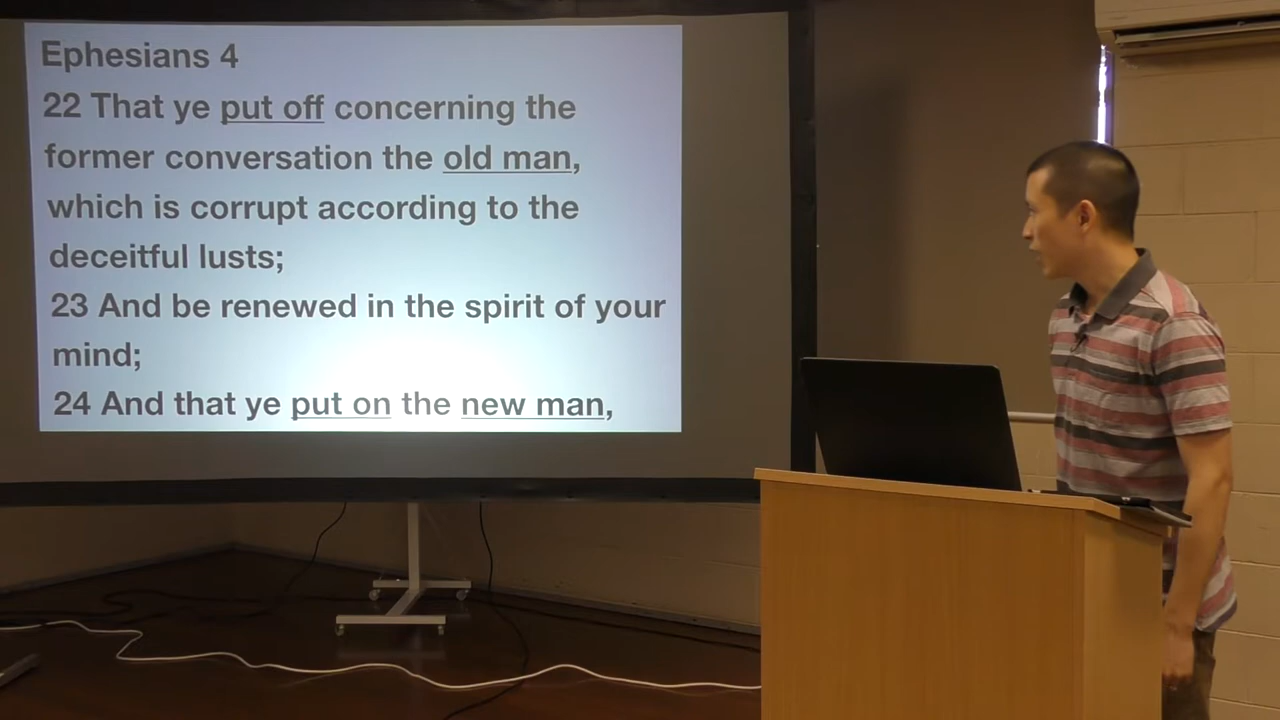 Ephesians 4
22 That ye put off concerning the
former conversation the old man,
which is corrupt according to the
deceitful lusts;
23 And be renewed in the spirit of your
mind;
24 And that ye put on the new man,